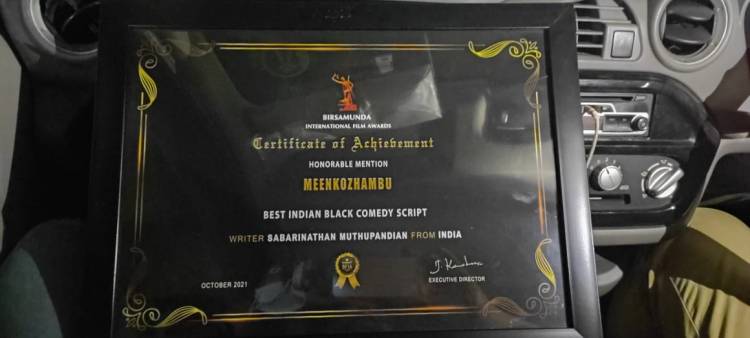 BIRSAMUNDA
INTERNATIONAL FILM AWARDS
Certificate of Achievement
HONORABLE MENTION
MEENKOZHAMBU
BEST INDIAN BLACK COMEDY SCRIPT
WRITER SABARINATHAN MUTHUPANDIAN FROM INDIA
OCTOBER 2021
EXECUTIVE DIRECTOR